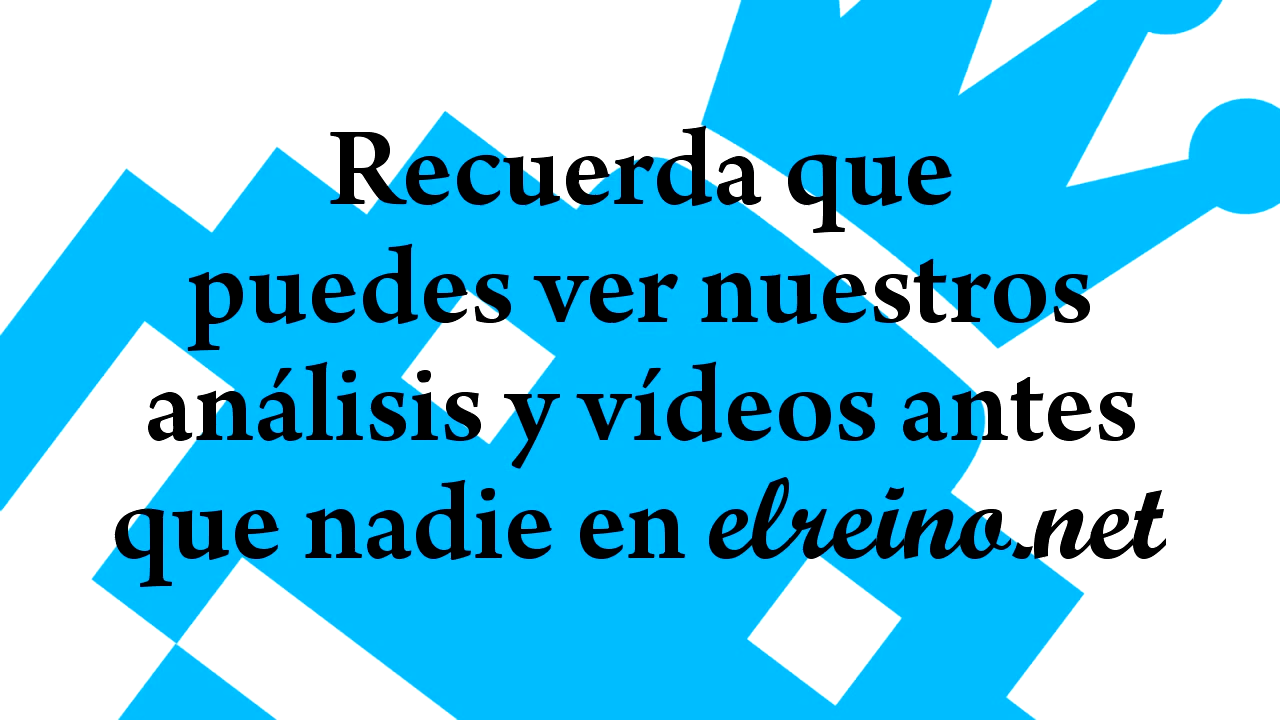 Recuerda que
puedes ver nuestros
análisis y vídeos antes
que nadie en elreino.net